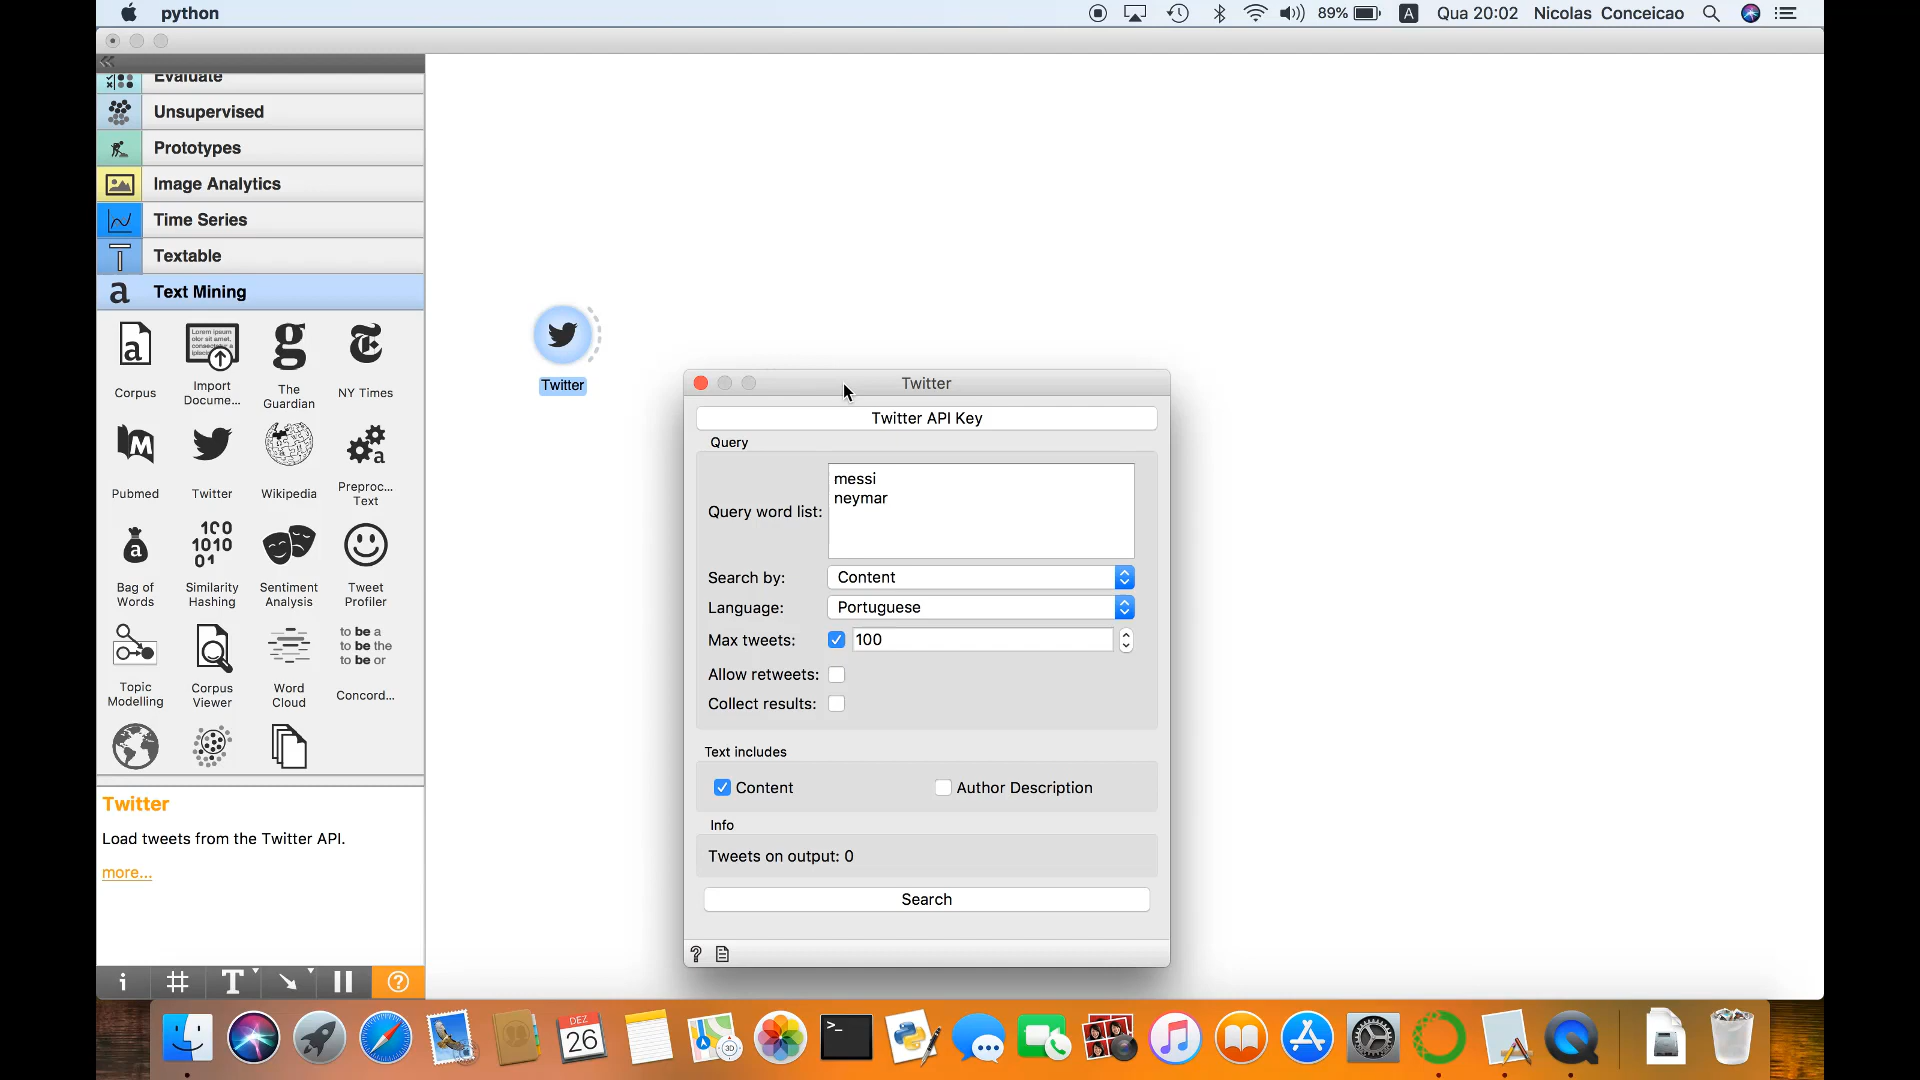 python
89%
A
Qua 20:02
Nicolas Conceicao
Evaluate
Unsupervised
Prototypes
Image Analytics
Time Series
Textable
a Text Mining
Corpus
Import
Docume...
The
Guardian
NY Times
Pubmed
Twitter
Wikipedia
Preproc...
Text
100
1010
01
Bag of
Words
Similarity
Hashing
Sentiment
Analysis
Tweet
Profiler
to be a
to be the
to be or
Topic
Modelling
Corpus
Viewer
Word
Cloud
Concord...
Twitter
Load tweets from the Twitter API.
more...
Twitter
Twitter
Twitter API Key
Query
Query word list:
messi
neymar
Search by: Content
Language: Portuguese
Max tweets: 100
Allow retweets:
Collect results:
Text includes
Content
Author Description
Info
Tweets on output: 0
Search
DEZ
26
3D